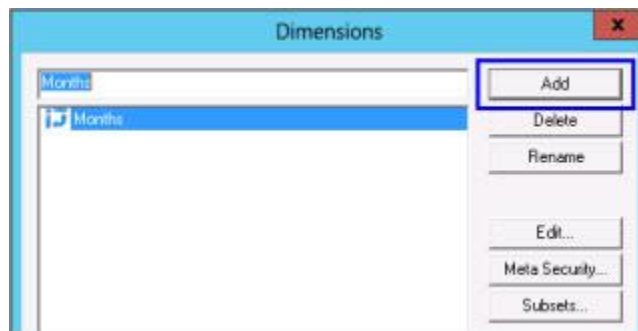 Dimensions
x
Months
Add
Months
Delete
Rename
Edit...
Meta Security...
Subsets...